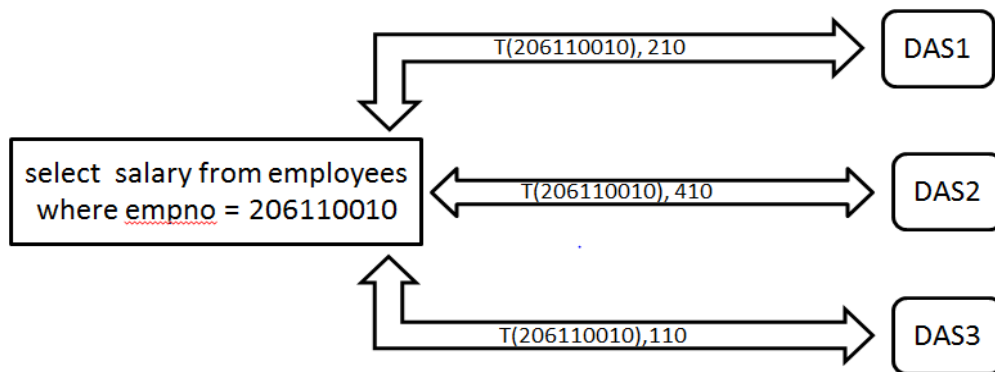 T(206110010), 210
DAS1
select salary from employees
where empno = 206110010
T(206110010), 410
DAS2
T(206110010),110
DAS3